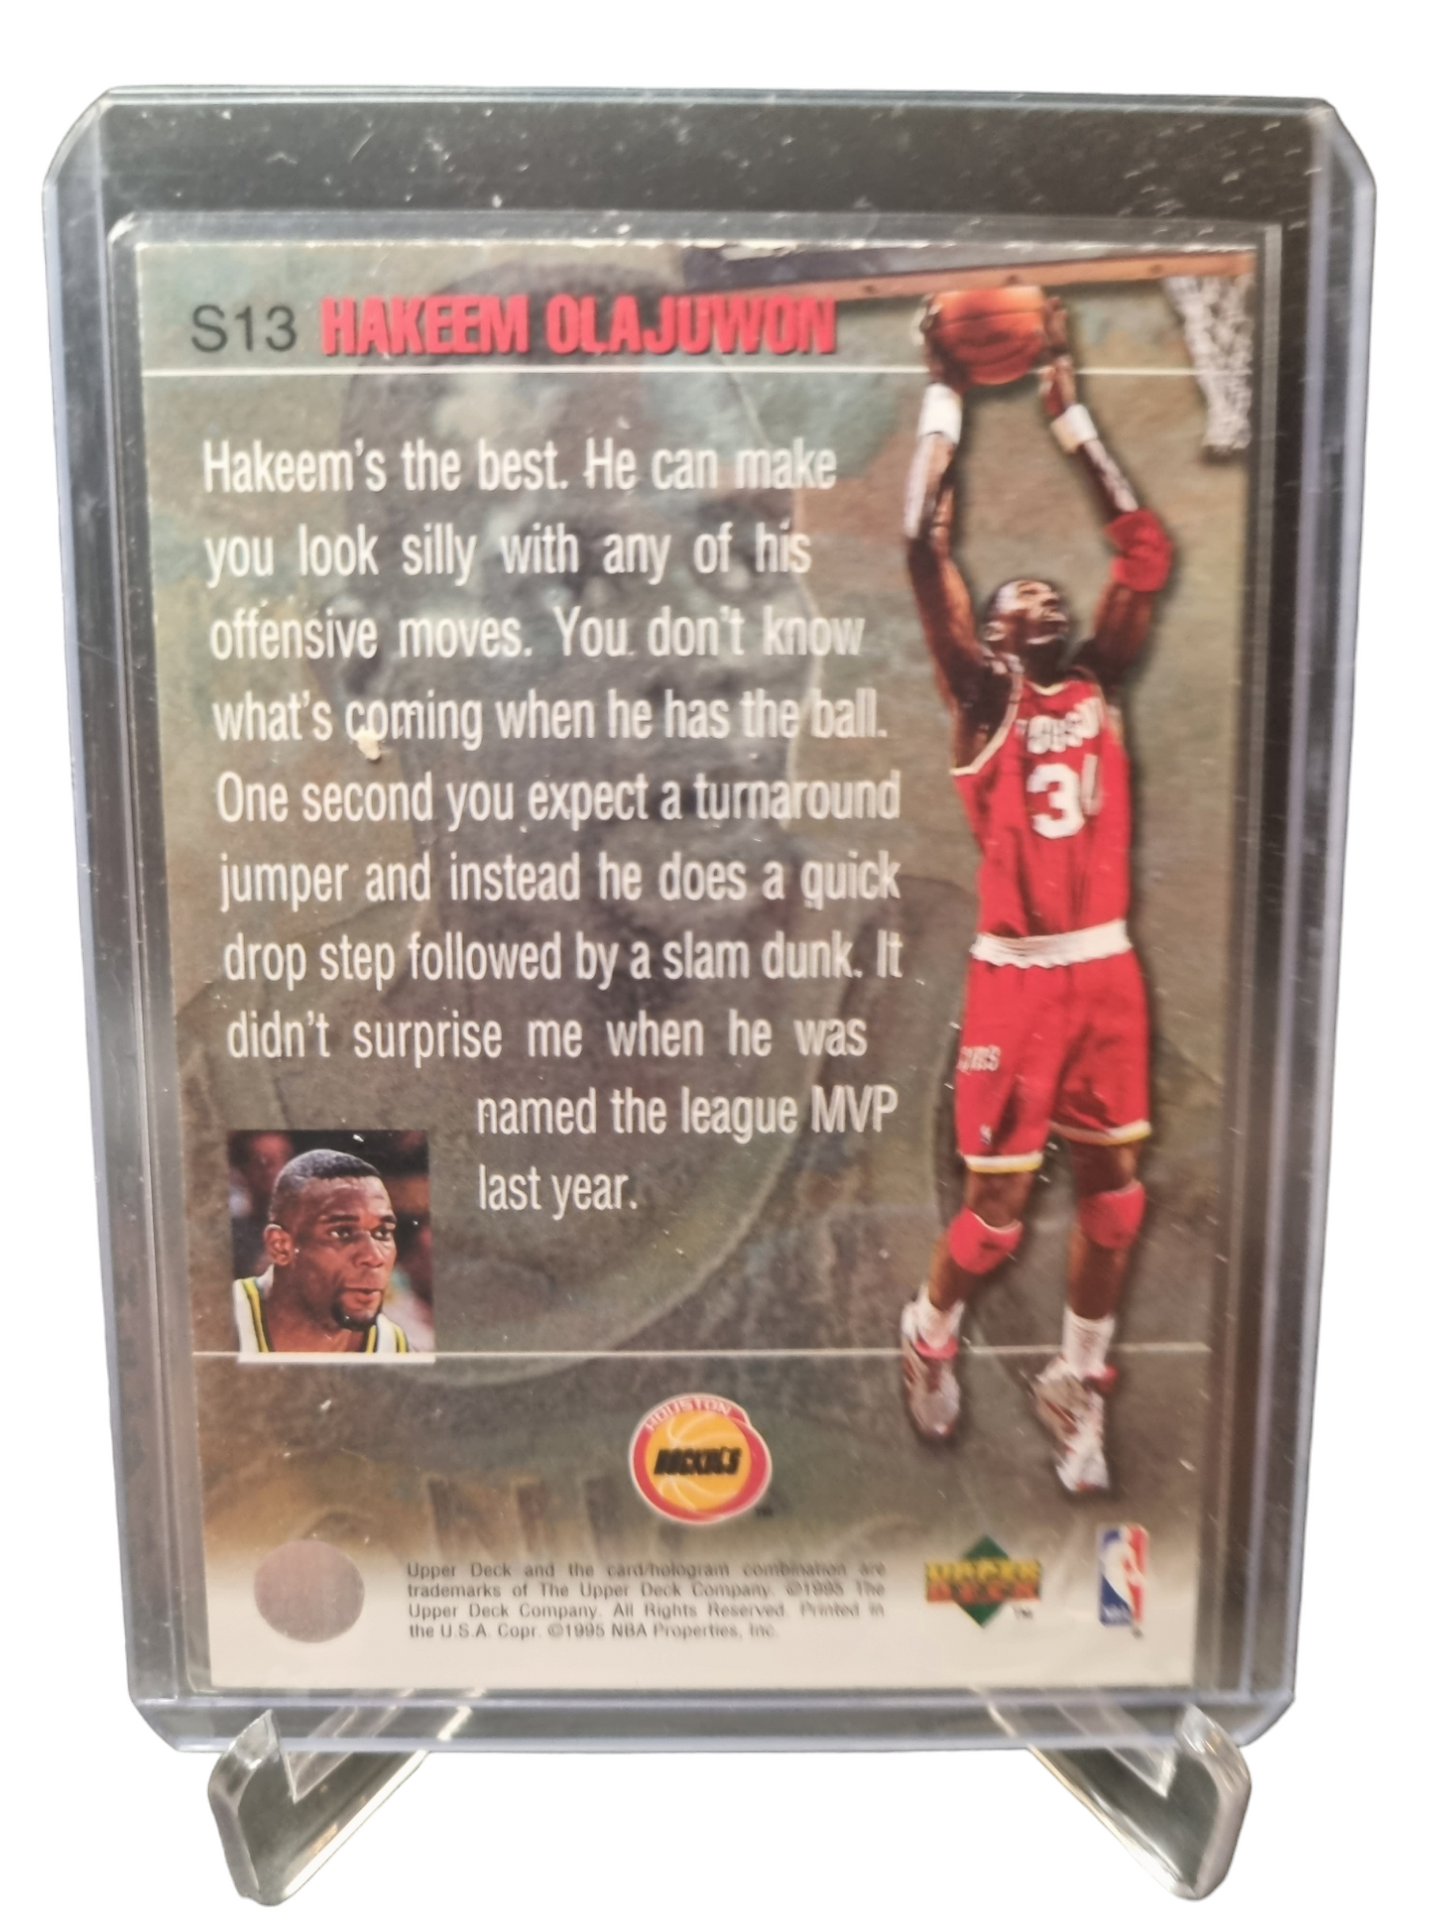 S13 HAKEEM OLAJUWON
Hakeem's the best. He can make
you look silly with any of his
offensive moves. You don't know
what's coming when he has the ball.
One second you expect a turnaround
jumper and instead he does a quick
drop step followed by a slam dunk. It
didn't surprise me when he was
named the league MVP
last year.
34
HOUSTON
ROCKETS
Upper Deck and the card/hologram combination are
trademarks of The Upper Deck Company. ©1995 The
Upper Deck Company. All Rights Reserved. Printed in
the U.S.A. Copr. ©1995 NBA Properties, Inc.
UPPER
DECK
TM
NBA